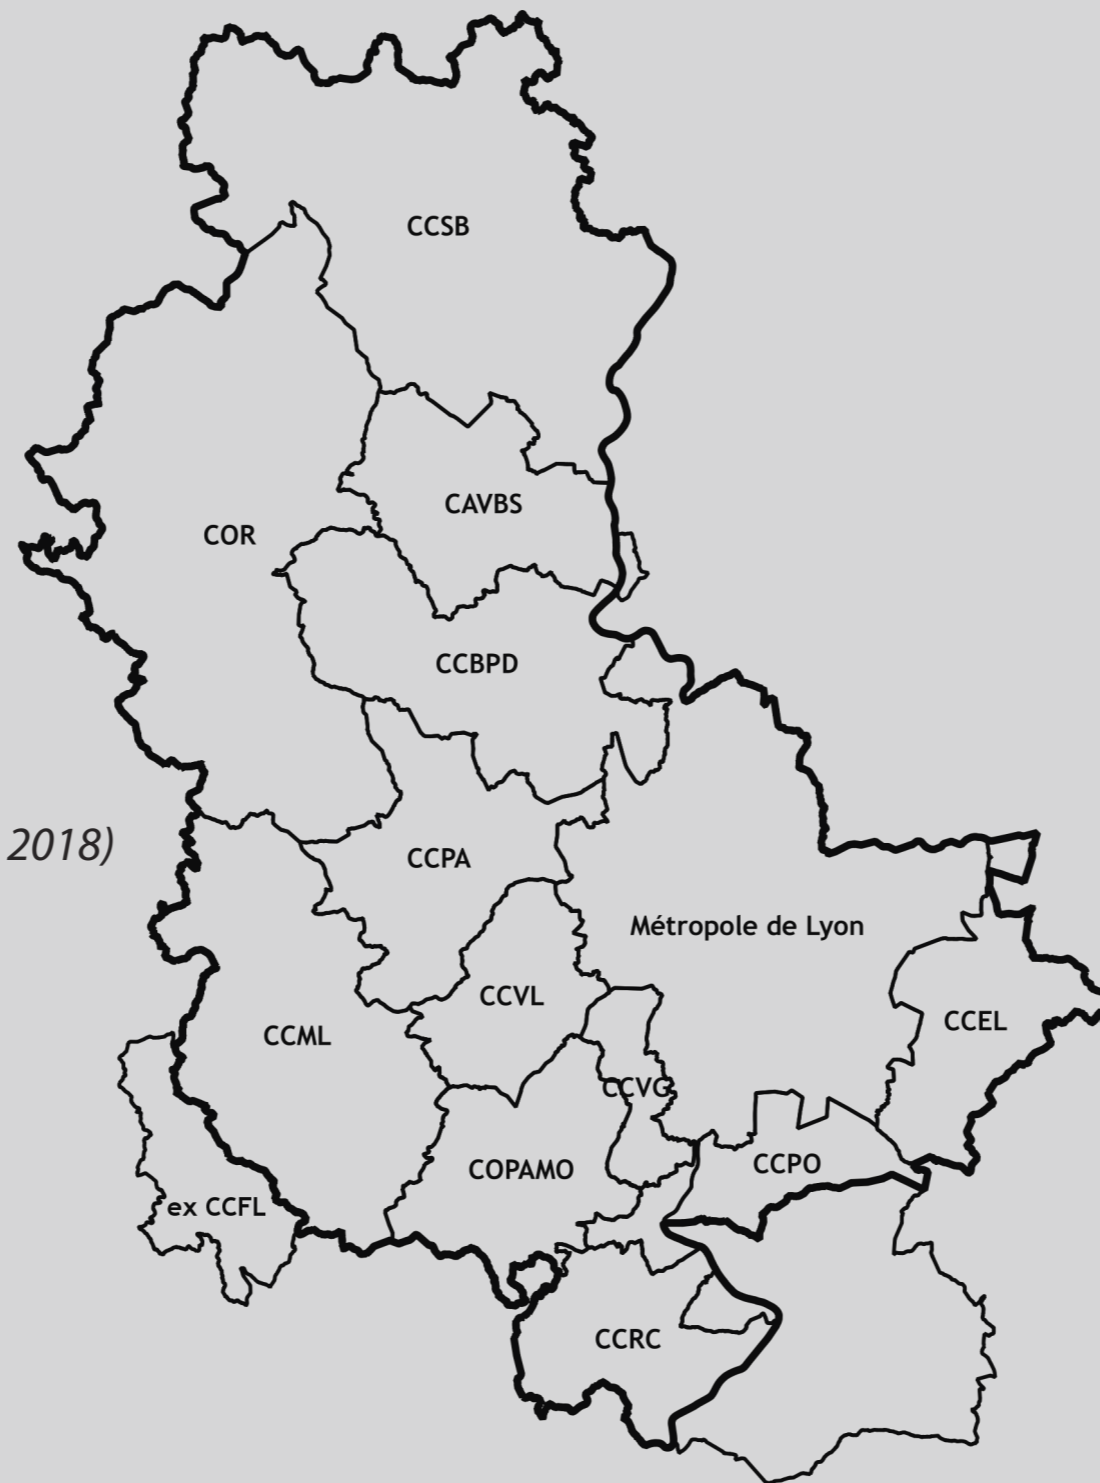 CCSB
CAVBS
COR
CCBPD
2018)
CCPA
Métropole de Lyon
CCVL
CCML
CCEL
CCVG
COPAMO
CCPO
ex CCFL
CCRC